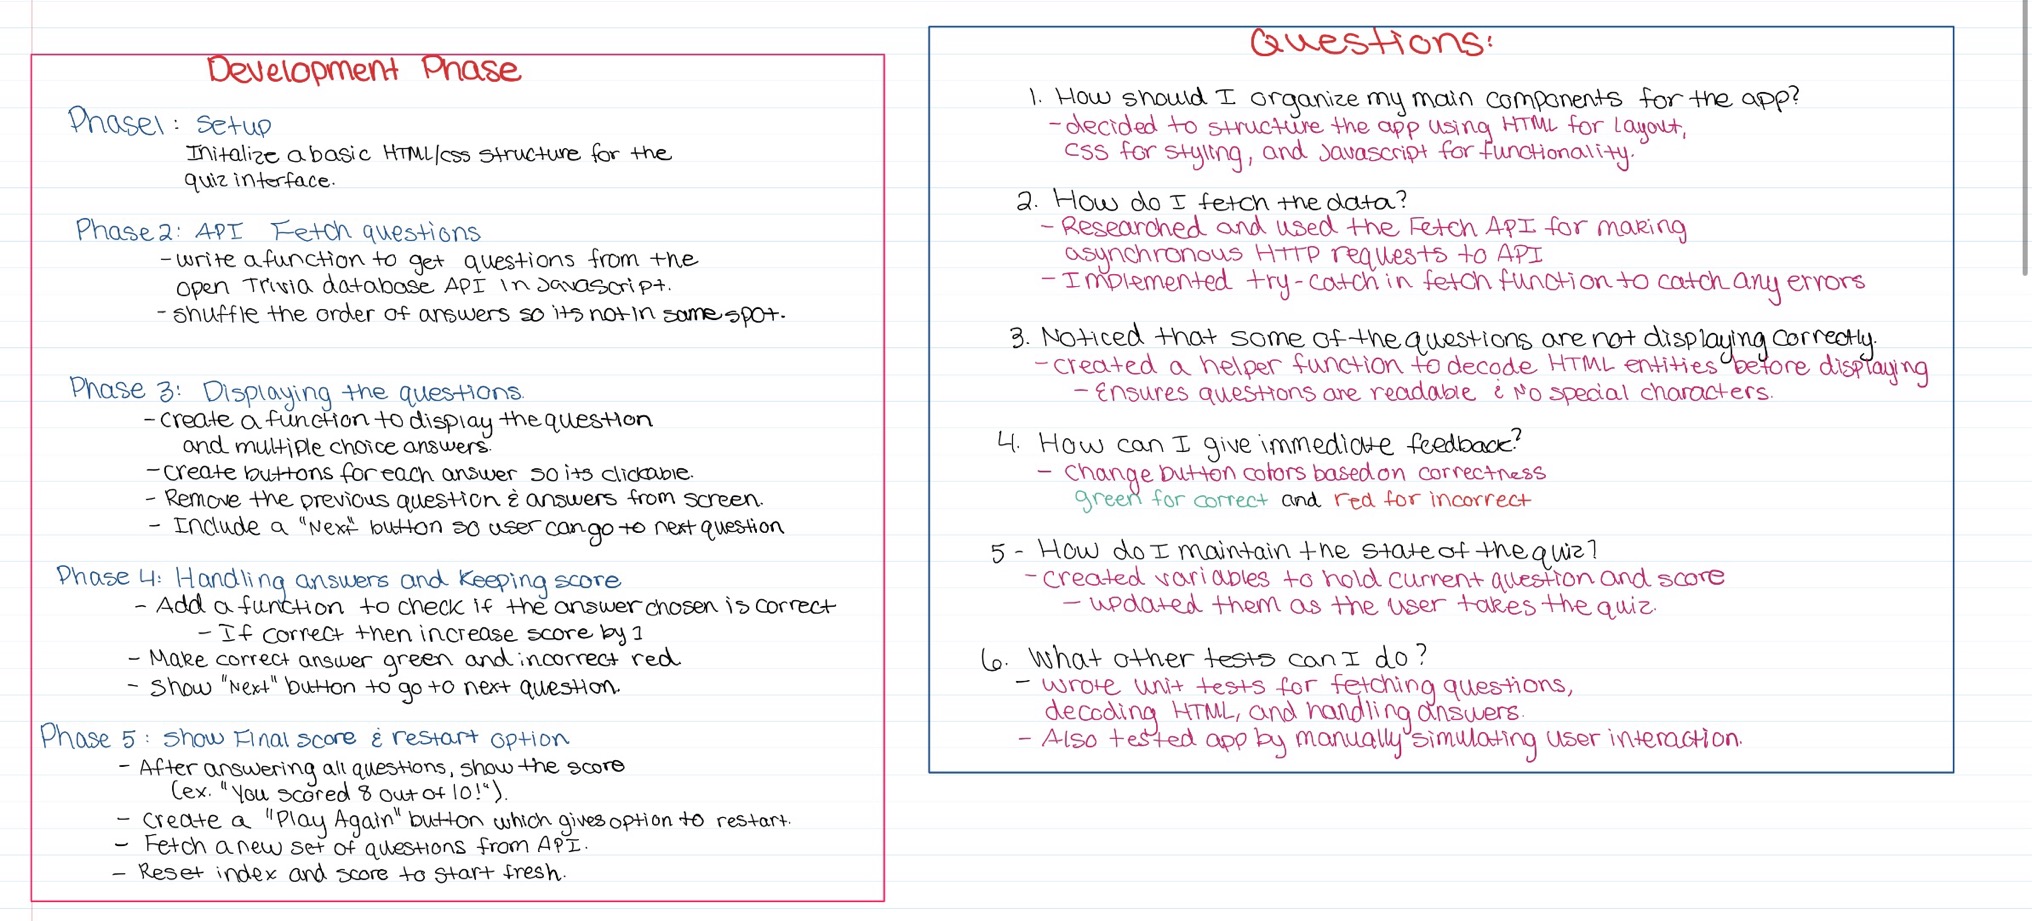 Development Phase
Phase1: Setup
Initalize a basic HTML/css structure for the
quiz interface.
Phase 2: API Fetch questions
- write a function to get questions from the
open Trivia database API in Javascript.
- shuffle the order of answers so its not in same spot.
Phase 3: Displaying the questions.
- create a function to display the question
and multiple choice answers.
- create buttons for each answer so its clickable.
- Remove the previous question & answers from screen.
- Include a "Next" button so user can go to next question
Phase 4: Handling answers and Keeping score
- Add a function to check if the answer chosen is correct
- If correct then increase score by 1
- Make correct answer green and incorrect red
- Show "Next" button to go to next question.
Phase 5: Show Final score & restart option
- After answering all questions, show the score
(ex. "You scored 8 out of 10!").
- Create a "Play Again" button which gives option to restart.
- Fetch a new set of questions from API.
- Reset index and score to start fresh.
Questions:
1. How should I organize my main components for the app?
- decided to structure the app using HTML for layout,
css for styling, and Javascript for functionality.
2. How do I fetch the data?
- Researched and used the Fetch API for making
asynchronous HTTP requests to API
- Implemented try-catch in fetch function to catch any errors
3. Noticed that some of the questions are not displaying correctly.
- created a helper function to decode HTML entities before displaying
- Ensures questions are readable & No special characters.
4. How can I give immediate feedback?
- change button colors based on correctness
green for correct and red for incorrect
5 - How do I maintain the state of the quiz?
- created variables to hold current question and score
- updated them as the user takes the quiz.
6. What other tests can I do?
- wrote unit tests for fetching questions,
decoding HTML, and handling answers.
- Also tested app by manually simulating user interaction.